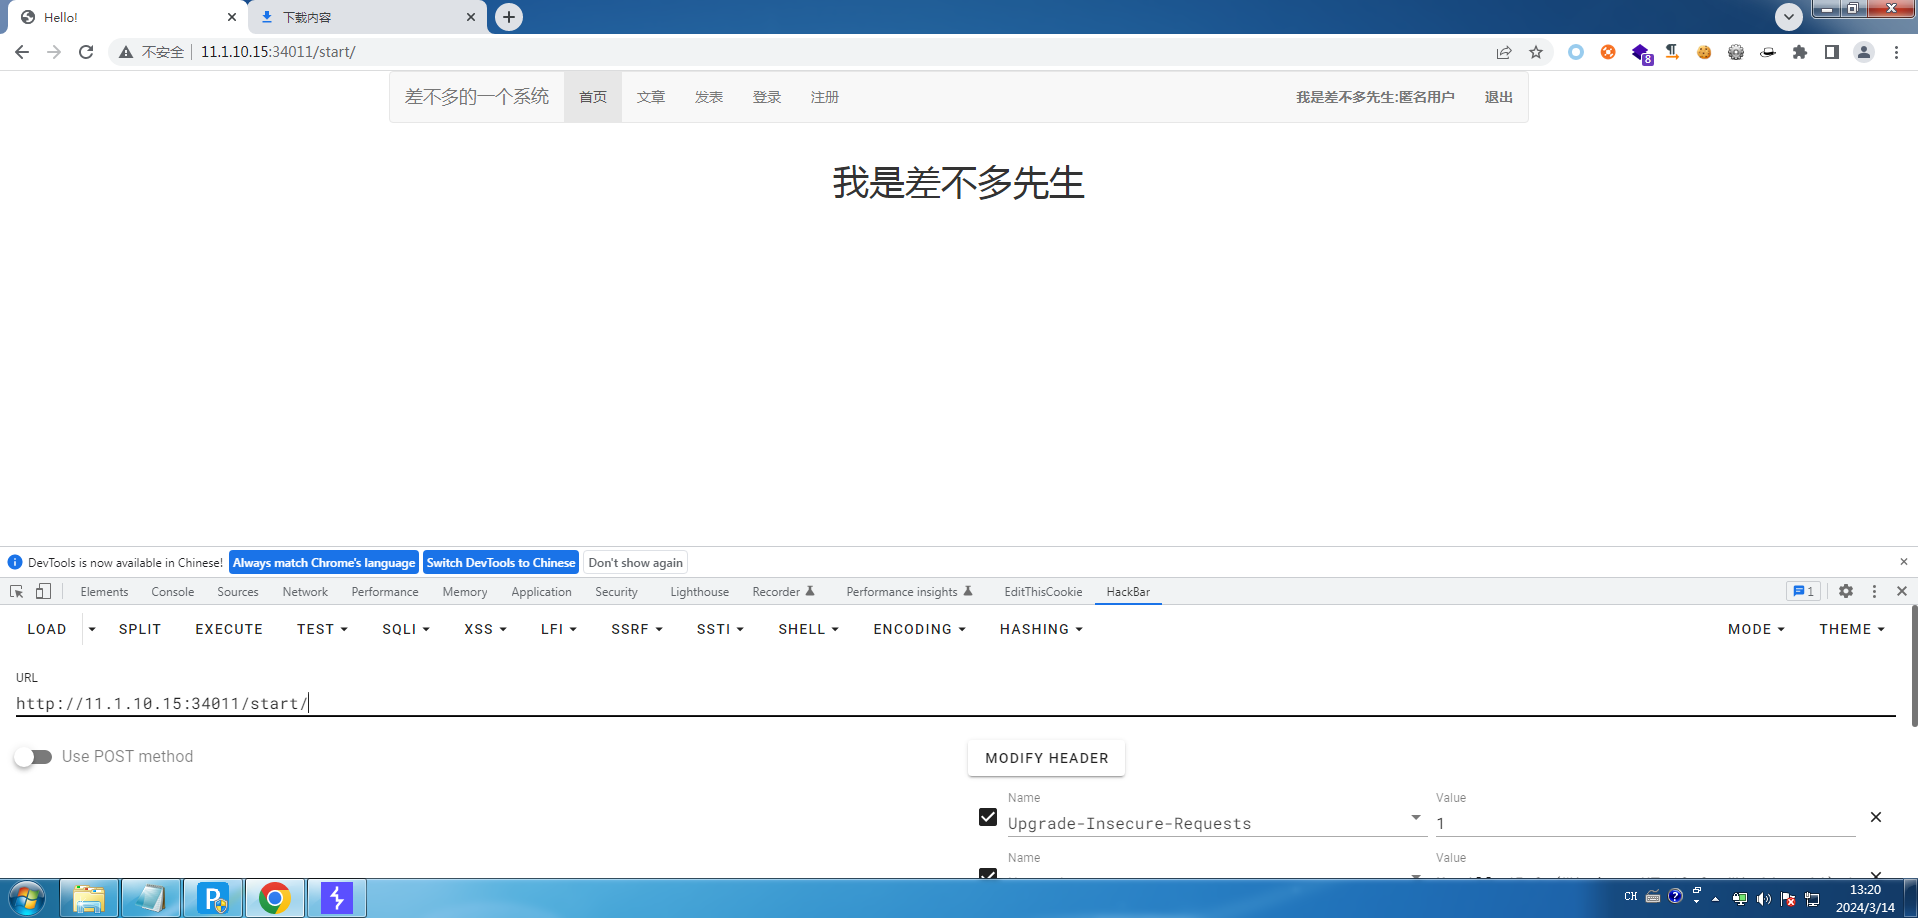 Hello!
下载内容
不安全
11.1.10.15:34011/start/
8
差不多的一个系统
首页
文章
发表
登录
注册
我是差不多先生:匿名用户
退出
我是差不多先生
DevTools is now available in Chinese!
Always match Chrome's language
Switch DevTools to Chinese
Don't show again
Elements
Console
Sources
Network
Performance
Memory
Application
Security
Lighthouse
Recorder
Performance insights
EditThisCookie
HackBar
1
LOAD
SPLIT
EXECUTE
TEST
SQLI
XSS
LFI
SSRF
SSTI
SHELL
ENCODING
HASHING
MODE
THEME
URL
http://11.1.10.15:34011/start/
Use POST method
MODIFY HEADER
Name
Value
Upgrade-Insecure-Requests
1
Name
Value
CH
13:20
2024/3/14